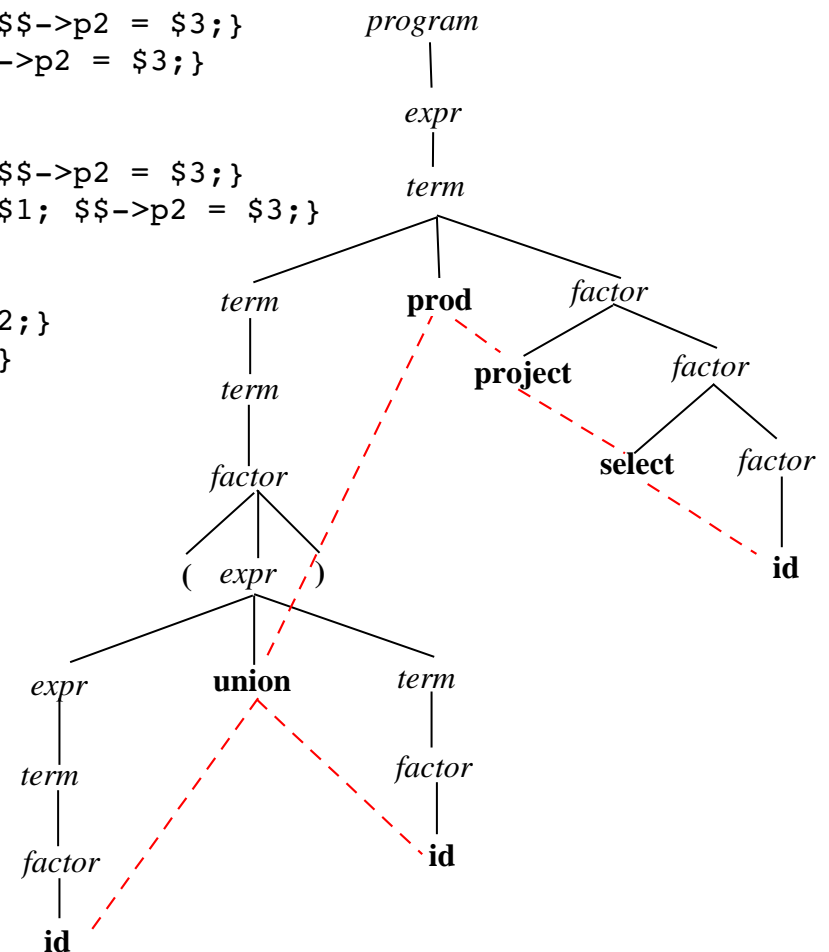 $$->p2 = $3;}
->p2 = $3;}
$$->p2 = $3;}
$1; $$->p2 = $3;}
2;}
}
program
expr
term
term prod factor
project factor
term
select factor
factor
id
( expr )
expr union term
term factor
id
factor
id